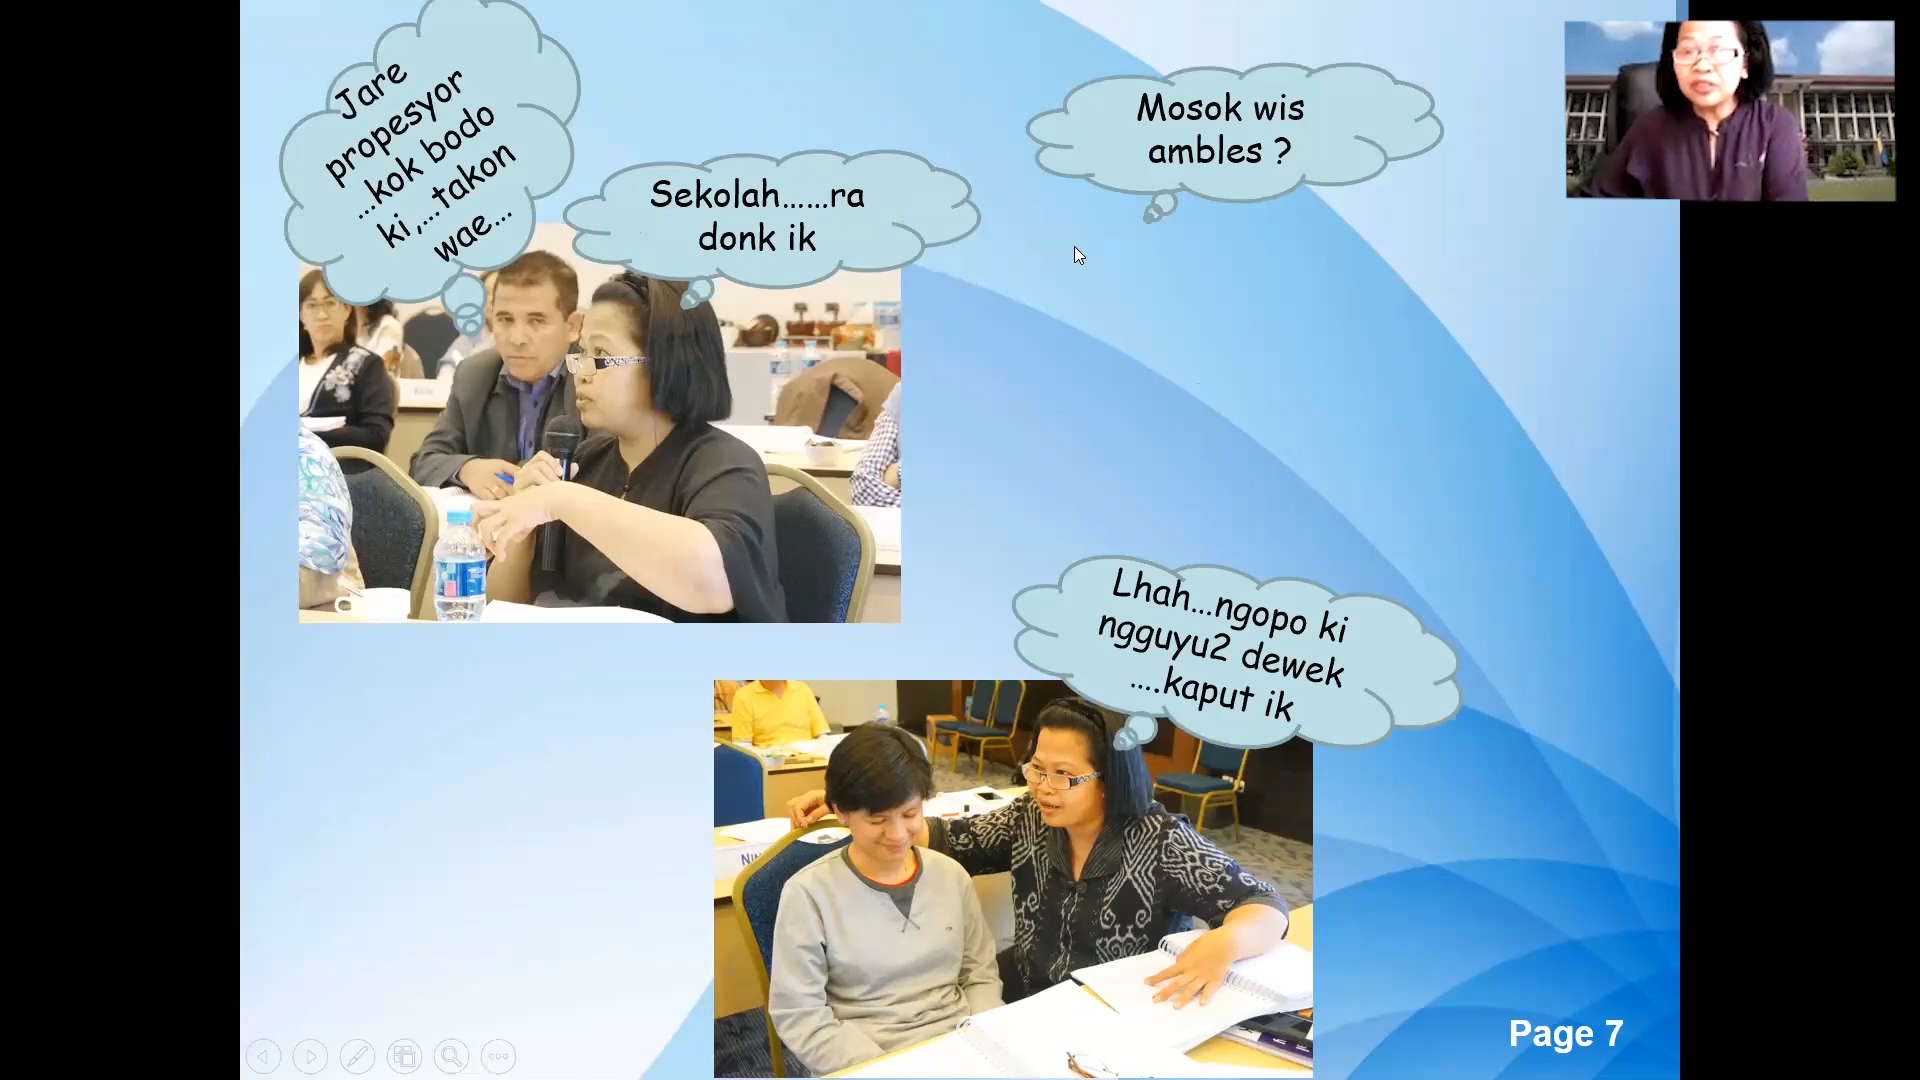 Jare
propesyor
...kok bodo
ki,...takon
wae...
Sekolah......ra
donk ik
Mosok wis
ambles ?
Lhah...ngopo ki
ngguyu2 dewek
....kaput ik
Page 7